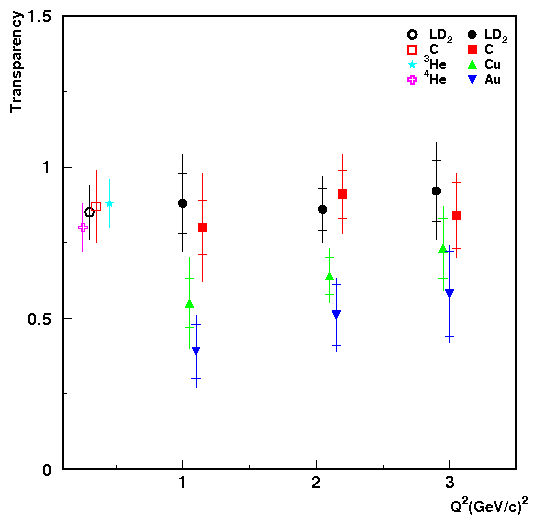 1.5
Transparency
LD₂ LD₂
C C
³He Cu
⁴He Au
1
0.5
0
1 2 3
Q²(GeV/c)²